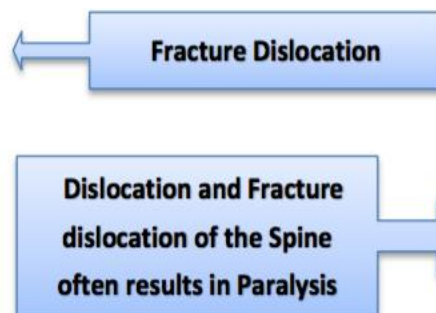 Fracture Dislocation
Dislocation and Fracture
dislocation of the Spine
often results in Paralysis